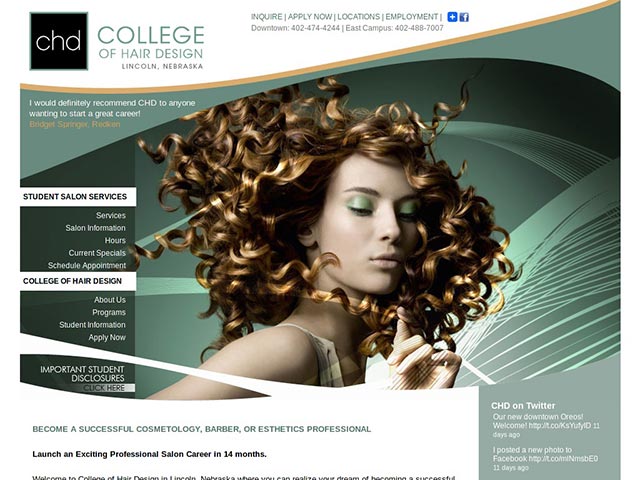 chd
COLLEGE
OF HAIR DESIGN
LINCOLN, NEBRASKA
INQUIRE | APPLY NOW | LOCATIONS | EMPLOYMENT |
Downtown: 402-474-4244 | East Campus: 402-488-7007
I would definitely recommend CHD to anyone
wanting to start a great career!
Bridget Springer, Redken
STUDENT SALON SERVICES
Services
Salon Information
Hours
Current Specials
Schedule Appointment
COLLEGE OF HAIR DESIGN
About Us
Programs
Student Information
Apply Now
IMPORTANT STUDENT
DISCLOSURES
CLICK HERE
BECOME A SUCCESSFUL COSMETOLOGY, BARBER, OR ESTHETICS PROFESSIONAL
Launch an Exciting Professional Salon Career in 14 months.
Welcome to College of Hair Design in Lincoln, Nebraska where you can realize your dream of becoming a successful
CHD on Twitter
Our new downtown Oreos!
Welcome! http://t.co/KsYufylD 11
days ago
I posted a new photo to
Facebook http://t.co/mlNmsbE0
11 days ago